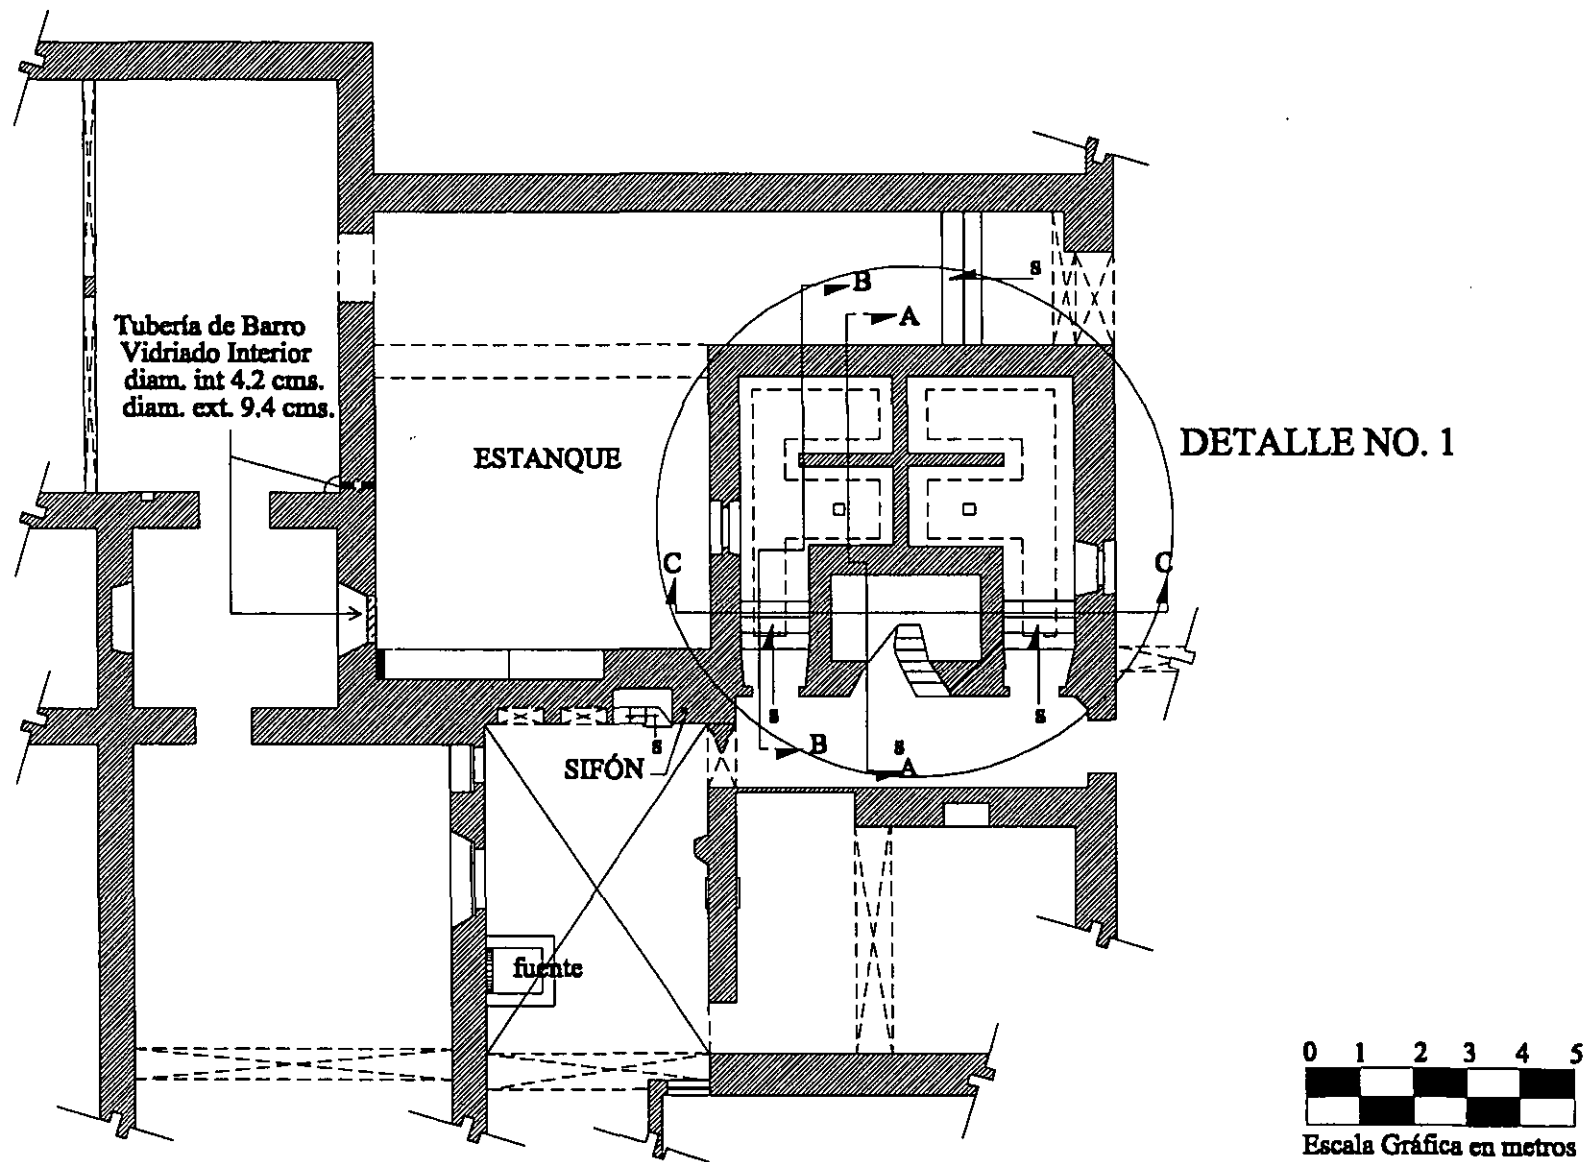 s
B
A
Tubería de Barro
Vidriado Interior
diam. int 4.2 cms.
diam. ext. 9.4 cms.
ESTANQUE
DETALLE NO. 1
C
C
s
s
s
B
s
A
SIFÓN
fuente
0 1 2 3 4 5
Escala Gráfica en metros